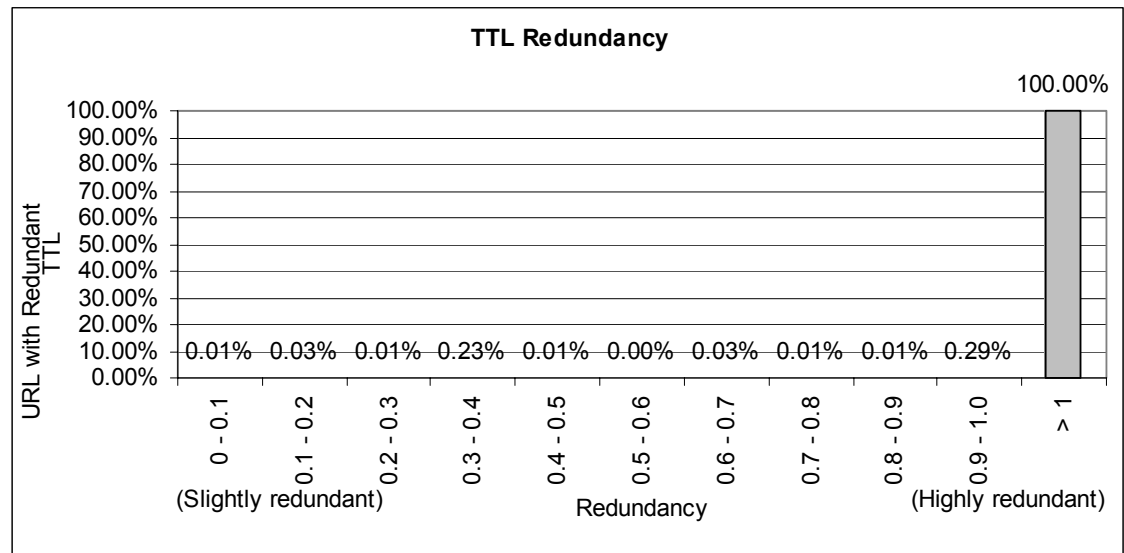 TTL Redundancy
100.00%
100.00%
90.00%
80.00%
70.00%
60.00%
50.00%
40.00%
30.00%
20.00%
10.00%
0.00%
URL with Redundant
TTL
0.01% 0.03% 0.01% 0.23% 0.01% 0.00% 0.03% 0.01% 0.01% 0.29%
0 - 0.1
0.1 - 0.2
0.2 - 0.3
0.3 - 0.4
0.4 - 0.5
0.5 - 0.6
0.6 - 0.7
0.7 - 0.8
0.8 - 0.9
0.9 - 1.0
> 1
(Slightly redundant)
Redundancy
(Highly redundant)